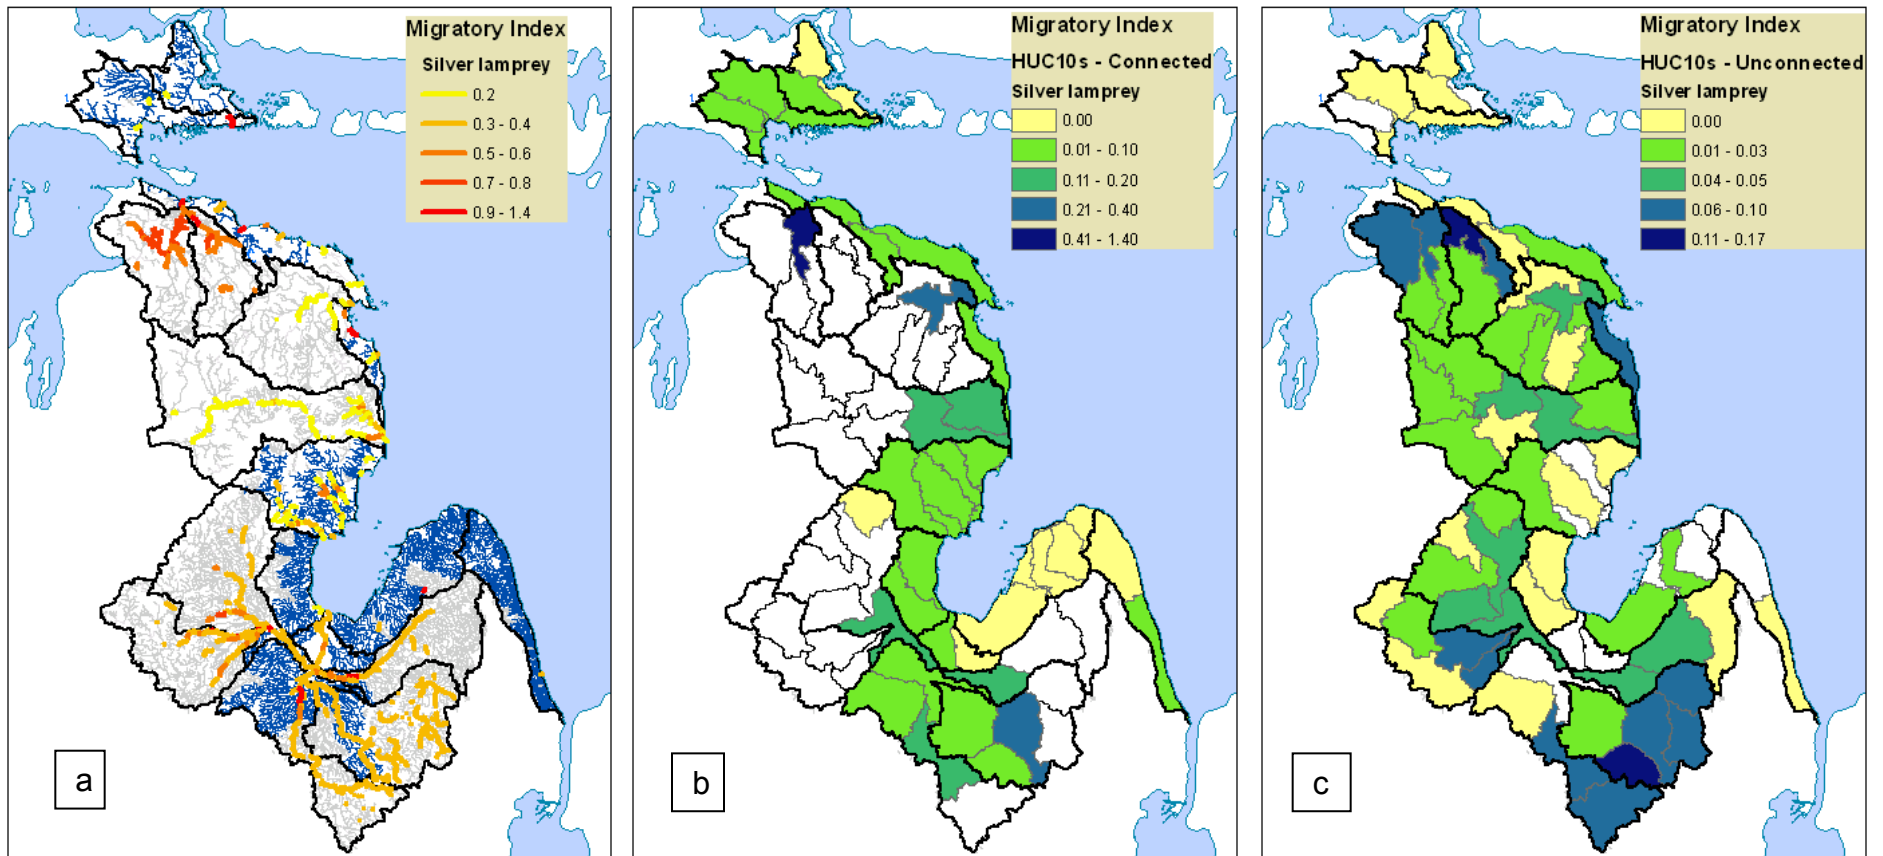 Migratory Index
Silver lamprey
0.2
0.3 - 0.4
0.5 - 0.6
0.7 - 0.8
0.9 - 1.4
a
Migratory Index
HUC10s - Connected
Silver lamprey
0.00
0.01 - 0.10
0.11 - 0.20
0.21 - 0.40
0.41 - 1.40
b
Migratory Index
HUC10s - Unconnected
Silver lamprey
0.00
0.01 - 0.03
0.04 - 0.05
0.06 - 0.10
0.11 - 0.17
c